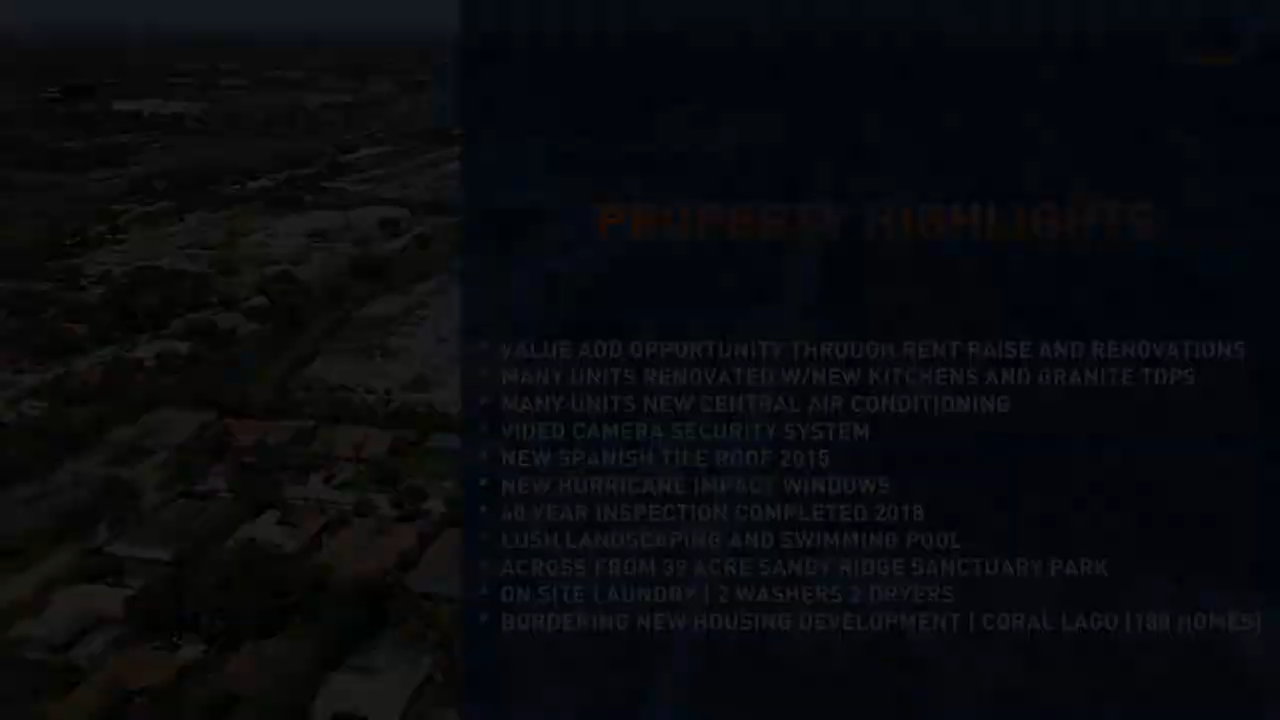 PROPERTY HIGHLIGHTS
* VALUE ADD OPPORTUNITY THROUGH RENT RAISE AND RENOVATIONS
* MANY UNITS RENOVATED W/NEW KITCHENS AND GRANITE TOPS
* MANY UNITS NEW CENTRAL AIR CONDITIONING
* VIDEO CAMERA SECURITY SYSTEM
* NEW SPANISH TILE ROOF 2015
* NEW HURRICANE IMPACT WINDOWS
* 40 YEAR INSPECTION COMPLETED 2018
* LUSH LANDSCAPING AND SWIMMING POOL
* ACROSS FROM 39 ACRE SANDY RIDGE SANCTUARY PARK
* ON SITE LAUNDRY | 2 WASHERS 2 DRYERS
* BORDERING NEW HOUSING DEVELOPMENT | CORAL LAGO (188 HOMES)